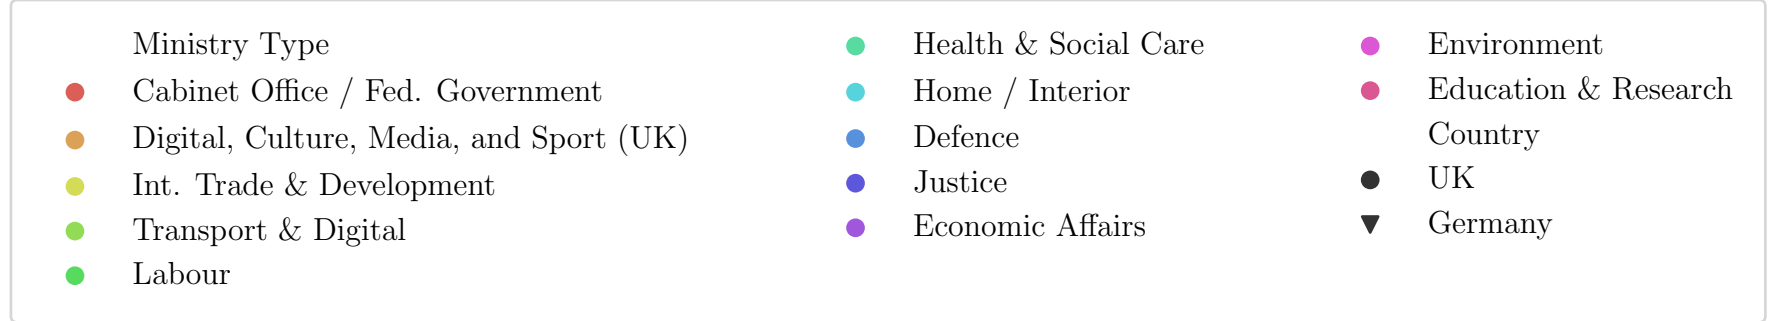 Ministry Type
Cabinet Office / Fed. Government
Digital, Culture, Media, and Sport (UK)
Int. Trade & Development
Transport & Digital
Labour
Health & Social Care
Home / Interior
Defence
Justice
Economic Affairs
Environment
Education & Research
Country
UK
Germany